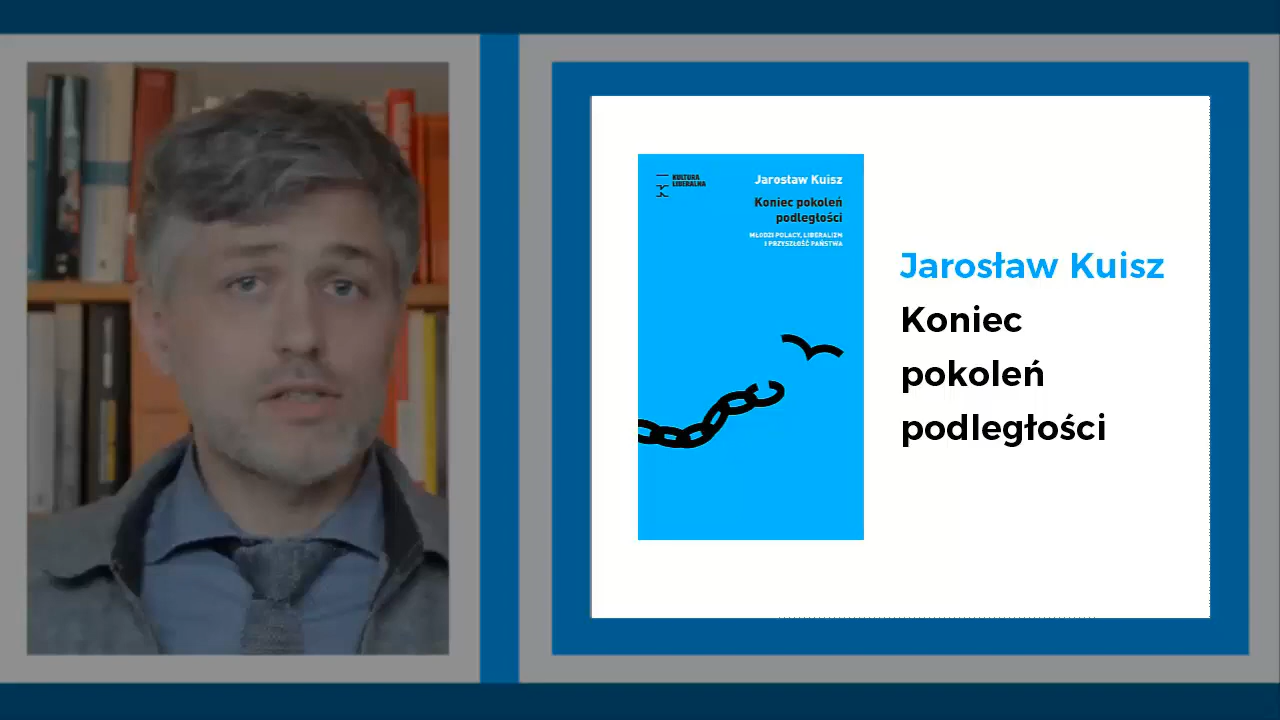 KULTURA
LIBERALNA
Jarosław Kuisz
Koniec pokoleń
podległości
MŁODZI POLACY, LIBERALIZM
I PRZYSZŁOŚĆ PAŃSTWA
Jarosław Kuisz
Koniec
pokoleń
podległości